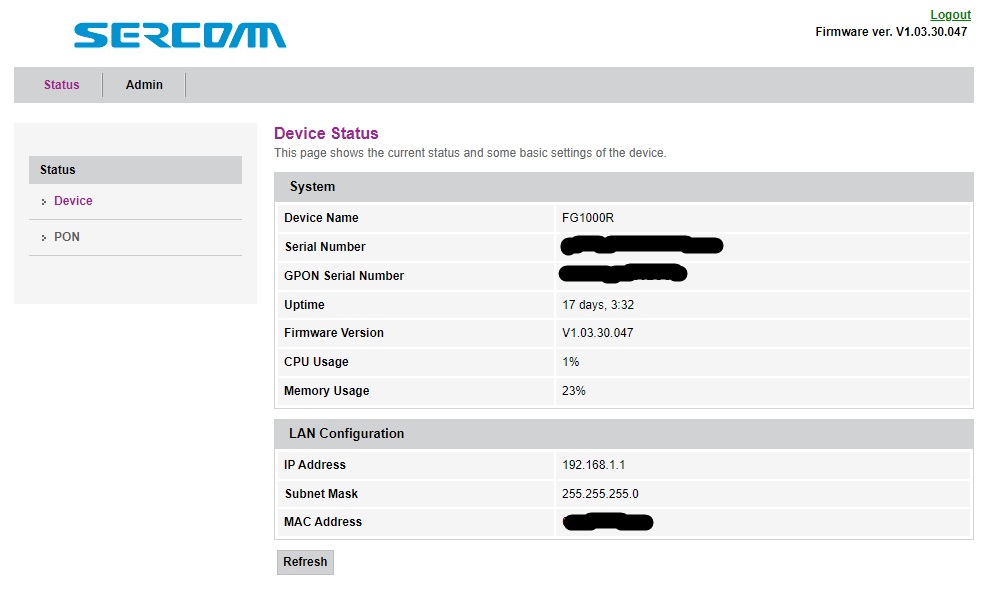 SERCOMM
Logout
Firmware ver. V1.03.30.047
Status
Admin
Status
Device
PON
Device Status
This page shows the current status and some basic settings of the device.
System
Device Name FG1000R
Serial Number
GPON Serial Number
Uptime 17 days, 3:32
Firmware Version V1.03.30.047
CPU Usage 1%
Memory Usage 23%
LAN Configuration
IP Address 192.168.1.1
Subnet Mask 255.255.255.0
MAC Address
Refresh